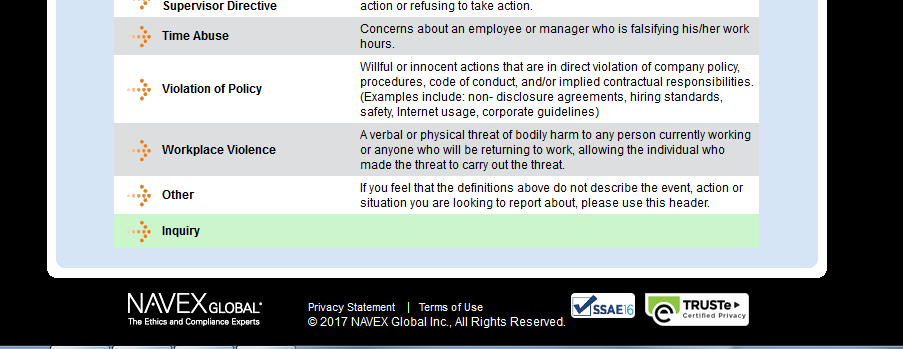 Supervisor Directive
action or refusing to take action.
Time Abuse
Concerns about an employee or manager who is falsifying his/her work
hours.
Violation of Policy
Willful or innocent actions that are in direct violation of company policy,
procedures, code of conduct, and/or implied contractual responsibilities.
(Examples include: non- disclosure agreements, hiring standards,
safety, Internet usage, corporate guidelines)
Workplace Violence
A verbal or physical threat of bodily harm to any person currently working
or anyone who will be returning to work, allowing the individual who
made the threat to carry out the threat.
Other
If you feel that the definitions above do not describe the event, action or
situation you are looking to report about, please use this header.
Inquiry
NAVEX GLOBAL
The Ethics and Compliance Experts
Privacy Statement | Terms of Use
© 2017 NAVEX Global Inc., All Rights Reserved.
SSAE16
TRUSTe
Certified Privacy